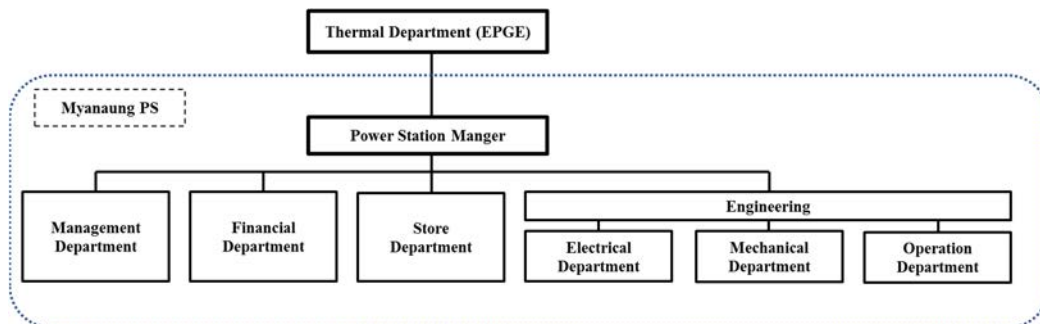 Thermal Department (EPGE)
Myanaung PS
Power Station Manger
Management
Department
Financial
Department
Store
Department
Engineering
Electrical
Department
Mechanical
Department
Operation
Department